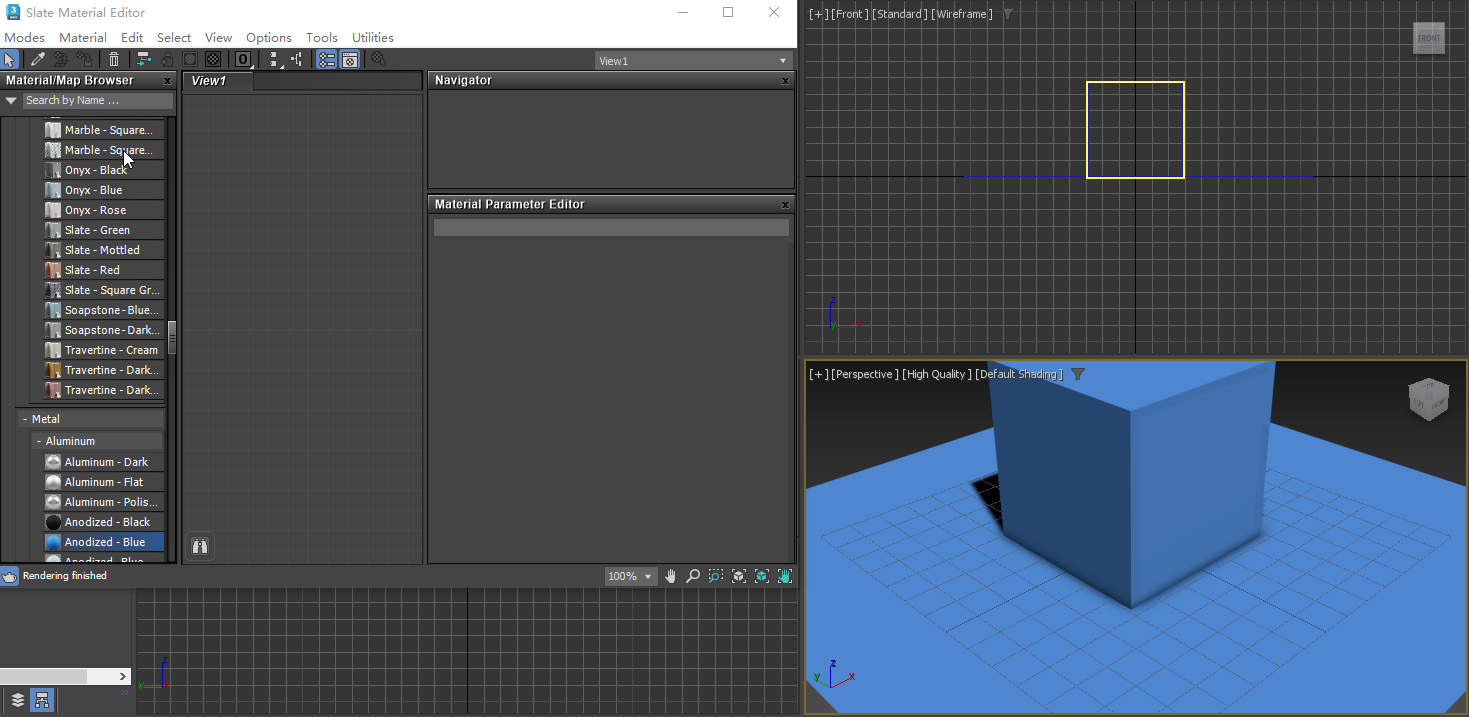 Slate Material Editor
Modes Material Edit Select View Options Tools Utilities
0
View1
Material/Map Browser x
Search by Name ...
Marble - Square...
Marble - Square...
Onyx - Black
Onyx - Blue
Onyx - Rose
Slate - Green
Slate - Mottled
Slate - Red
Slate - Square Gr...
Soapstone - Blue...
Soapstone - Dark...
Travertine - Cream
Travertine - Dark...
Travertine - Dark...
- Metal
- Aluminum
Aluminum - Dark
Aluminum - Flat
Aluminum - Polis...
Anodized - Black
Anodized - Blue
Anodized - Blue
View1
Navigator x
Material Parameter Editor x
Rendering finished
100%
z
y
[+] [Front] [Standard] [Wireframe]
FRONT
z
y x
[+] [Perspective] [High Quality] [Default Shading]
LEFT FRONT
z
y x